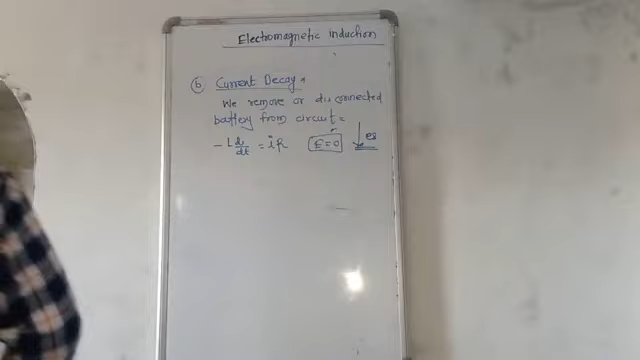 Electromagnetic Induction
(b) Current Decay
We remove or disconnected
battery from circuit =
- L di/dt = iR E = 0